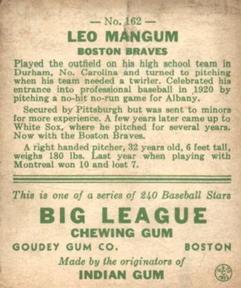 — No. 162 —
LEO MANGUM
BOSTON BRAVES
Played the outfield on his high school team in
Durham, No. Carolina and turned to pitching
when his team needed a twirler. Celebrated his
entrance into professional baseball in 1920 by
pitching a no-hit no-run game for Albany.
Secured by Pittsburgh but was sent to minors
for more experience. A few years later came up to
White Sox, where he pitched for several years.
Now with the Boston Braves.
A right handed pitcher, 32 years old, 6 feet tall,
weighs 180 lbs. Last year when playing with
Montreal won 10 and lost 7.
This is one of a series of 240 Baseball Stars
BIG LEAGUE
CHEWING GUM
GOUDEY GUM CO. BOSTON
Made by the originators of
INDIAN GUM